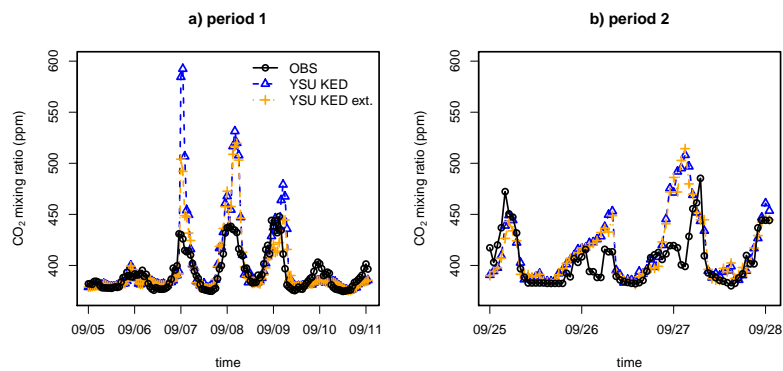 a) period 1
CO₂ mixing ratio (ppm)
600
550
500
450
400
OBS
YSU KED
YSU KED ext.
09/05 09/06 09/07 09/08 09/09 09/10 09/11
time
b) period 2
CO₂ mixing ratio (ppm)
600
550
500
450
400
09/25 09/26 09/27 09/28
time